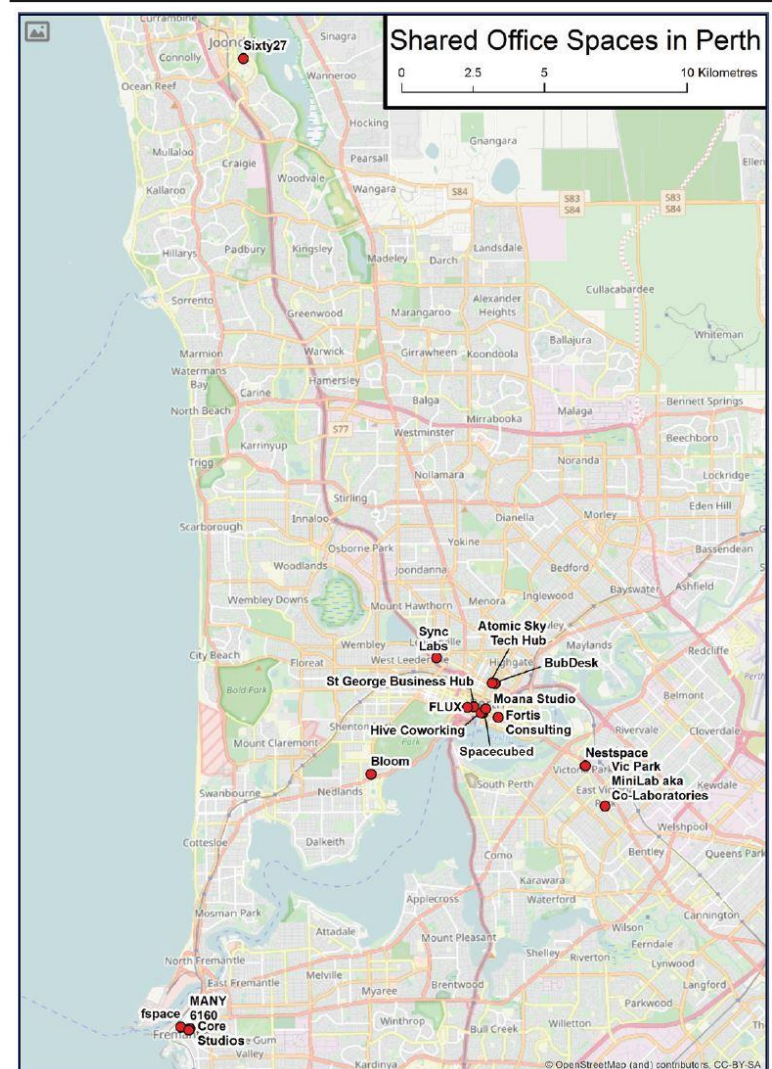 Shared Office Spaces in Perth
0 2.5 5 10 Kilometres
Currambine
Sinagra
Sixty27
Connolly
Wanneroo
Ocean Reef
Hocking
Gnangara
Mullaloo
Pearsall
Craigie
Woodvale
Wangara
Kallaroo
S84
S83
S84
S83
S84
Hillarys
Padbury
Kingsley
Landsdale
Madeley
Darch
Cullacabardee
Sorrento
Alexander
Heights
Greenwood
Marangaroo
Whiteman
Ballajura
Marmion
Warwick
Girrawheen
Koondoola
Watermans
Bay
Hamersley
Carine
Balga
Bennett Springs
North Beach
Malaga
Mirrabooka
S77
Westminster
Beechboro
Karrinyup
Noranda
Trigg
Nollamara
Lockridge
Stirling
Eden Hill
Scarborough
Innaloo
Dianella
Morley
Yokine
Osborne Park
Bassendean
Woodlands
Joondanna
Bedford
Bayswater
Ashfield
Wembley Downs
Menora
Inglewood
Mount Hawthorn
Atomic Sky
Tech Hub
Sync
Labs
Wembley
Maylands
City Beach
Floreat
West Leederville
Highgate
BubDesk
Redcliffe
St George Business Hub
Belmont
Bold Park
Moana Studio
FLUX
Fortis
Consulting
Hive Coworking
Rivervale
Cloverdale
Mount Claremont
Park
Spacecubed
Nestspace
Bloom
Vic Park
MiniLab aka
Co-Laboratories
Kewdale
South Perth
Swanbourne
Nedlands
Welshpool
Cottesloe
Dalkeith
Como
Bentley
Queens Park
Karawara
Applecross
Waterford
Mosman Park
Cannington
Attadale
Mount Pleasant
Wilson
Ferndale
North Fremantle
Shelley
Riverton
Lynwood
East Fremantle
Melville
Myaree
Brentwood
Langford
MANY
6160
Parkwood
fspace
Core
Studios
Winthrop
Bull Creek
Willetton
Valley
Kardinya
© OpenStreetMap (and) contributors, CC-BY-SA